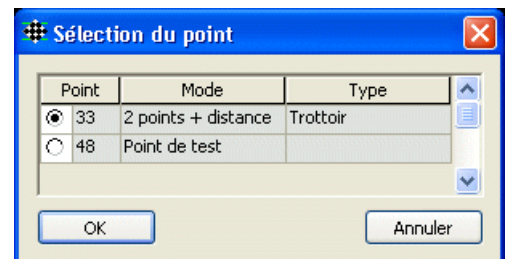 Sélection du point
Point Mode Type
33 2 points + distance Trottoir
48 Point de test
OK Annuler